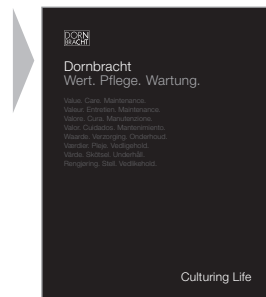 DORN
BRACHT
Dornbracht
Wert. Pflege. Wartung.
Value. Care. Maintenance.
Valeur. Entretien. Maintenance.
Valore. Cura. Manutenzione.
Valor. Cuidados. Mantenimiento.
Waarde. Verzorging. Onderhoud.
Værdier. Pleje. Vedligehold.
Värde. Skötsel. Underhåll.
Rengjøring. Stell. Vedlikehold.
Culturing Life